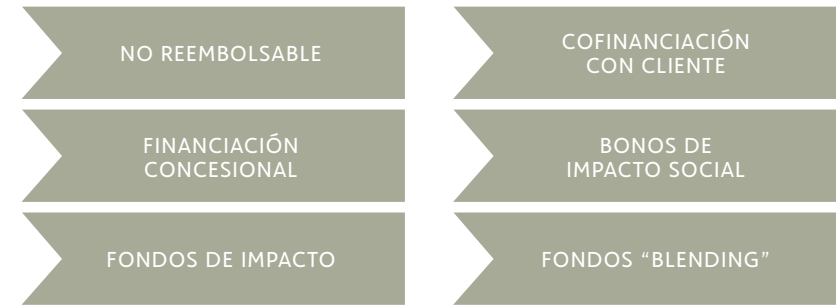 NO REEMBOLSABLE
COFINANCIACIÓN
CON CLIENTE
FINANCIACIÓN
CONCESIONAL
BONOS DE
IMPACTO SOCIAL
FONDOS DE IMPACTO
FONDOS “BLENDING”